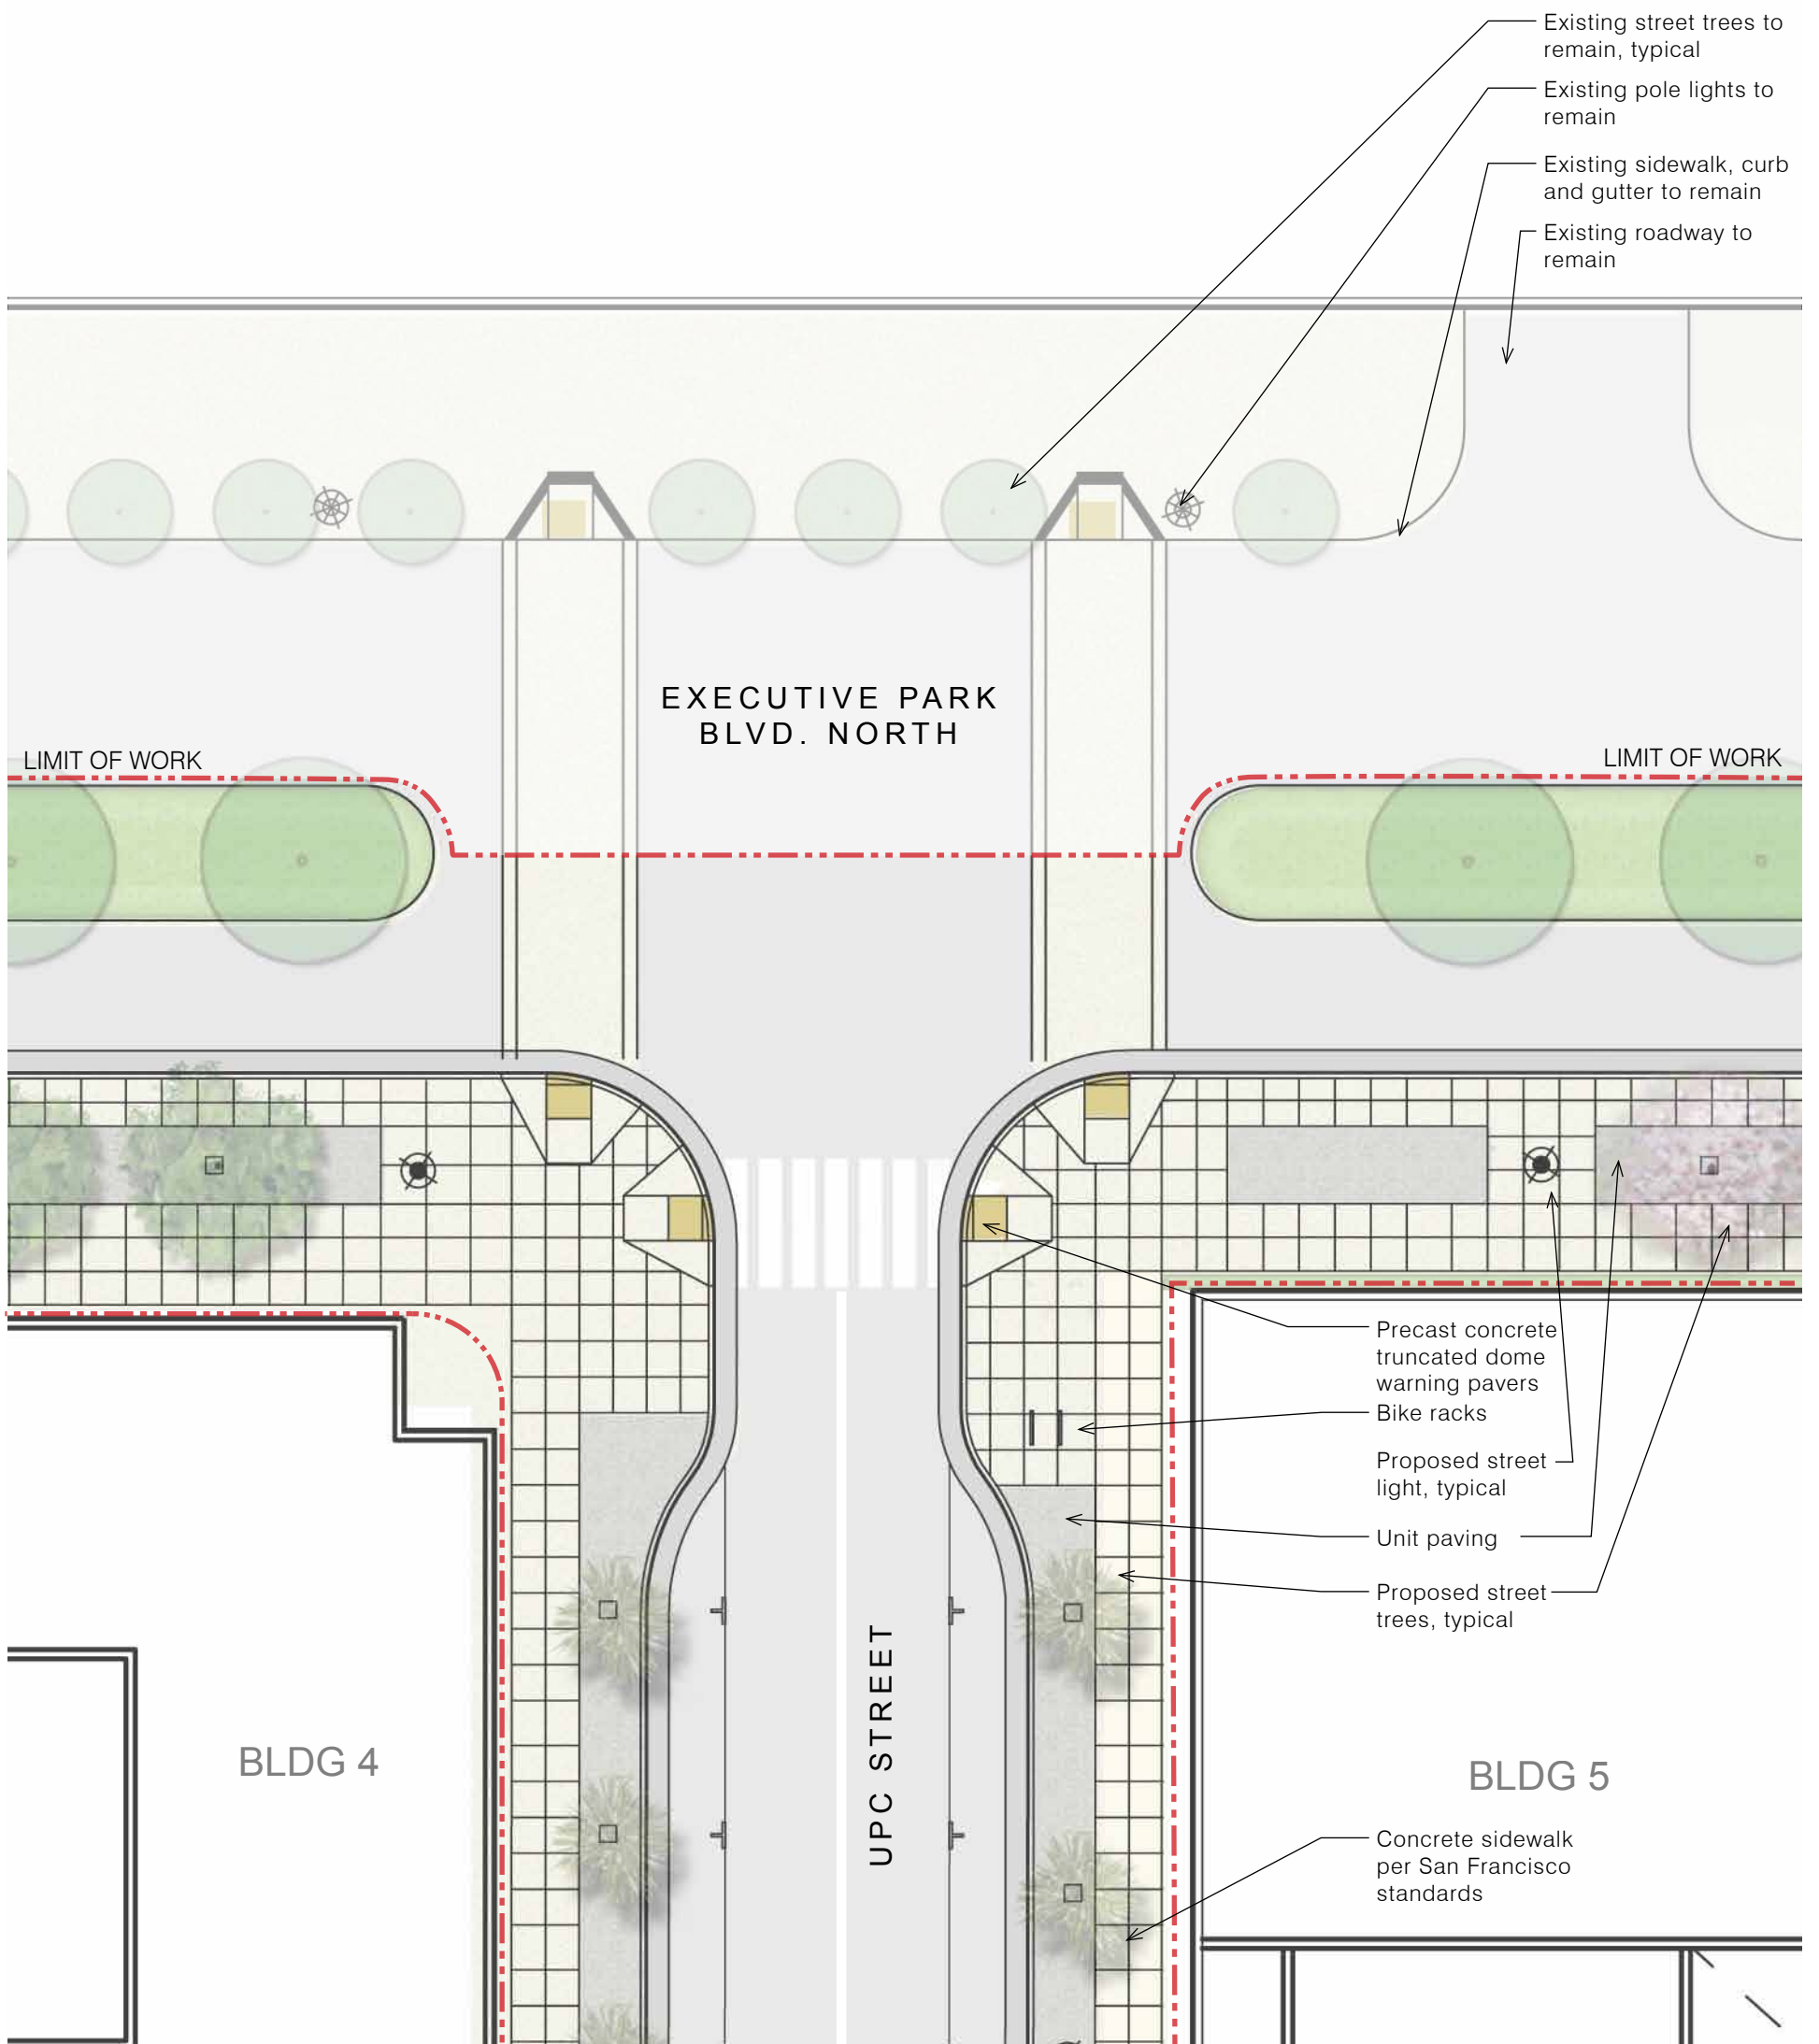 Existing street trees to
remain, typical
Existing pole lights to
remain
Existing sidewalk, curb
and gutter to remain
Existing roadway to
remain
EXECUTIVE PARK
BLVD. NORTH
LIMIT OF WORK
LIMIT OF WORK
Precast concrete
truncated dome
warning pavers
Bike racks
Proposed street
light, typical
Unit paving
Proposed street
trees, typical
UPC STREET
BLDG 4
BLDG 5
Concrete sidewalk
per San Francisco
standards